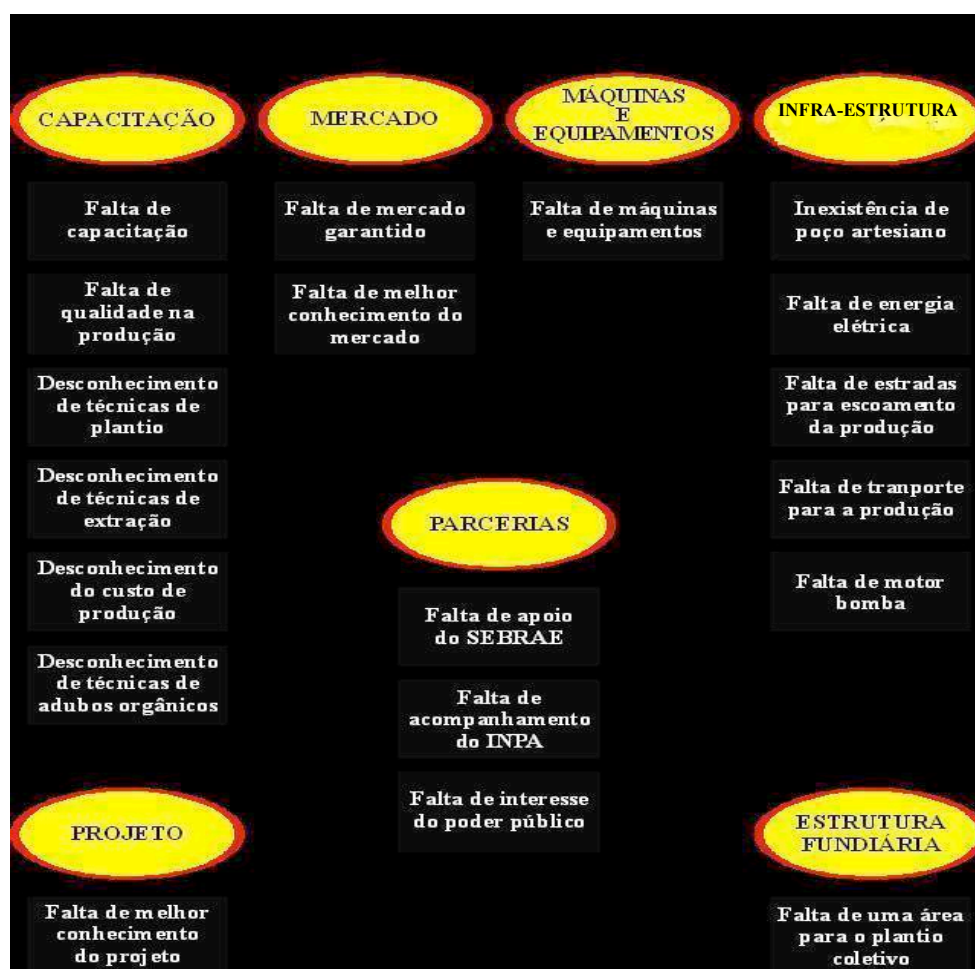 CAPACITAÇÃO
Falta de
capacitação
Falta de
qualidade na
produção
Desconhecimento
de técnicas de
plantio
Desconhecimento
de técnicas de
extração
Desconhecimento
do custo de
produção
Desconhecimento
de técnicas de
adubos orgânicos
MERCADO
Falta de mercado
garantido
Falta de melhor
conhecimento do
mercado
MÁQUINAS
E
EQUIPAMENTOS
Falta de máquinas
e equipamentos
INFRA-ESTRUTURA
Inexistência de
poço artesiano
Falta de energia
elétrica
Falta de estradas
para escoamento
da produção
Falta de tranporte
para a produção
Falta de motor
bomba
PARCERIAS
Falta de apoio
do SEBRAE
Falta de
acompanhamento
do INPA
Falta de interesse
do poder público
PROJETO
Falta de melhor
conhecimento
do projeto
ESTRUTURA
FUNDIÁRIA
Falta de uma área
para o plantio
coletivo